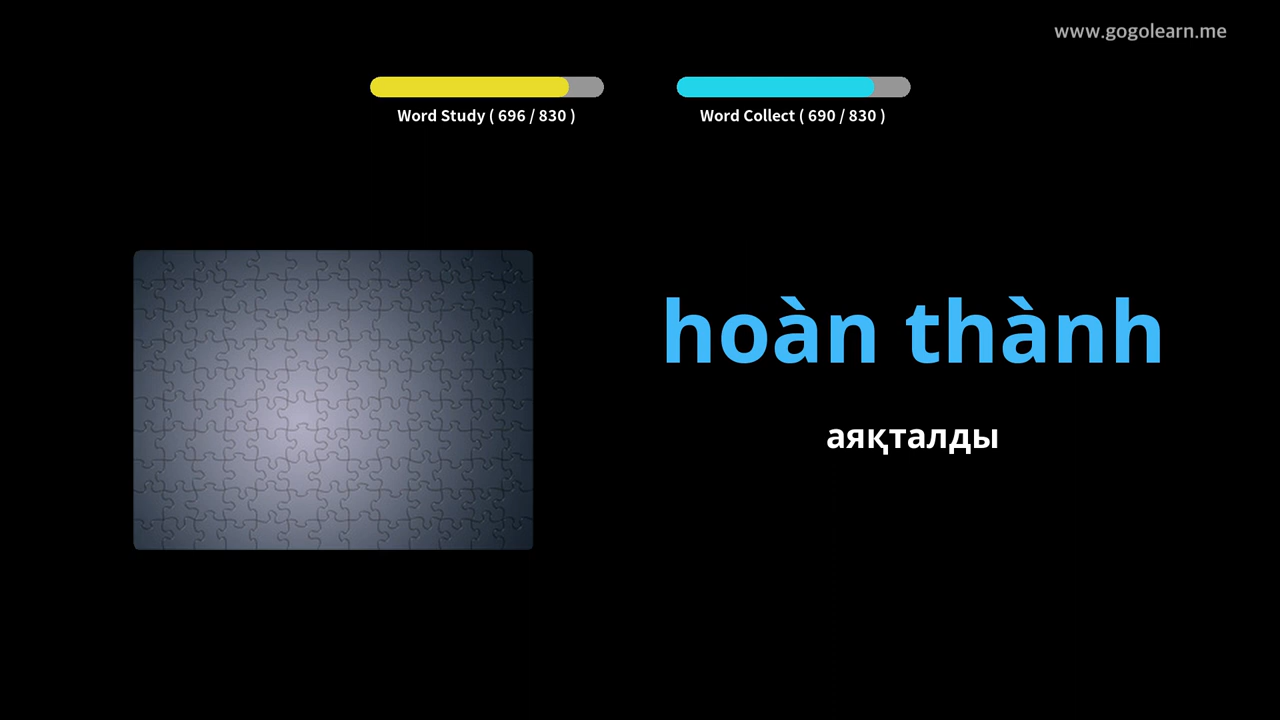 www.gogolearn.me
Word Study ( 696 / 830 )
Word Collect ( 690 / 830 )
hoàn thành
аяқталды